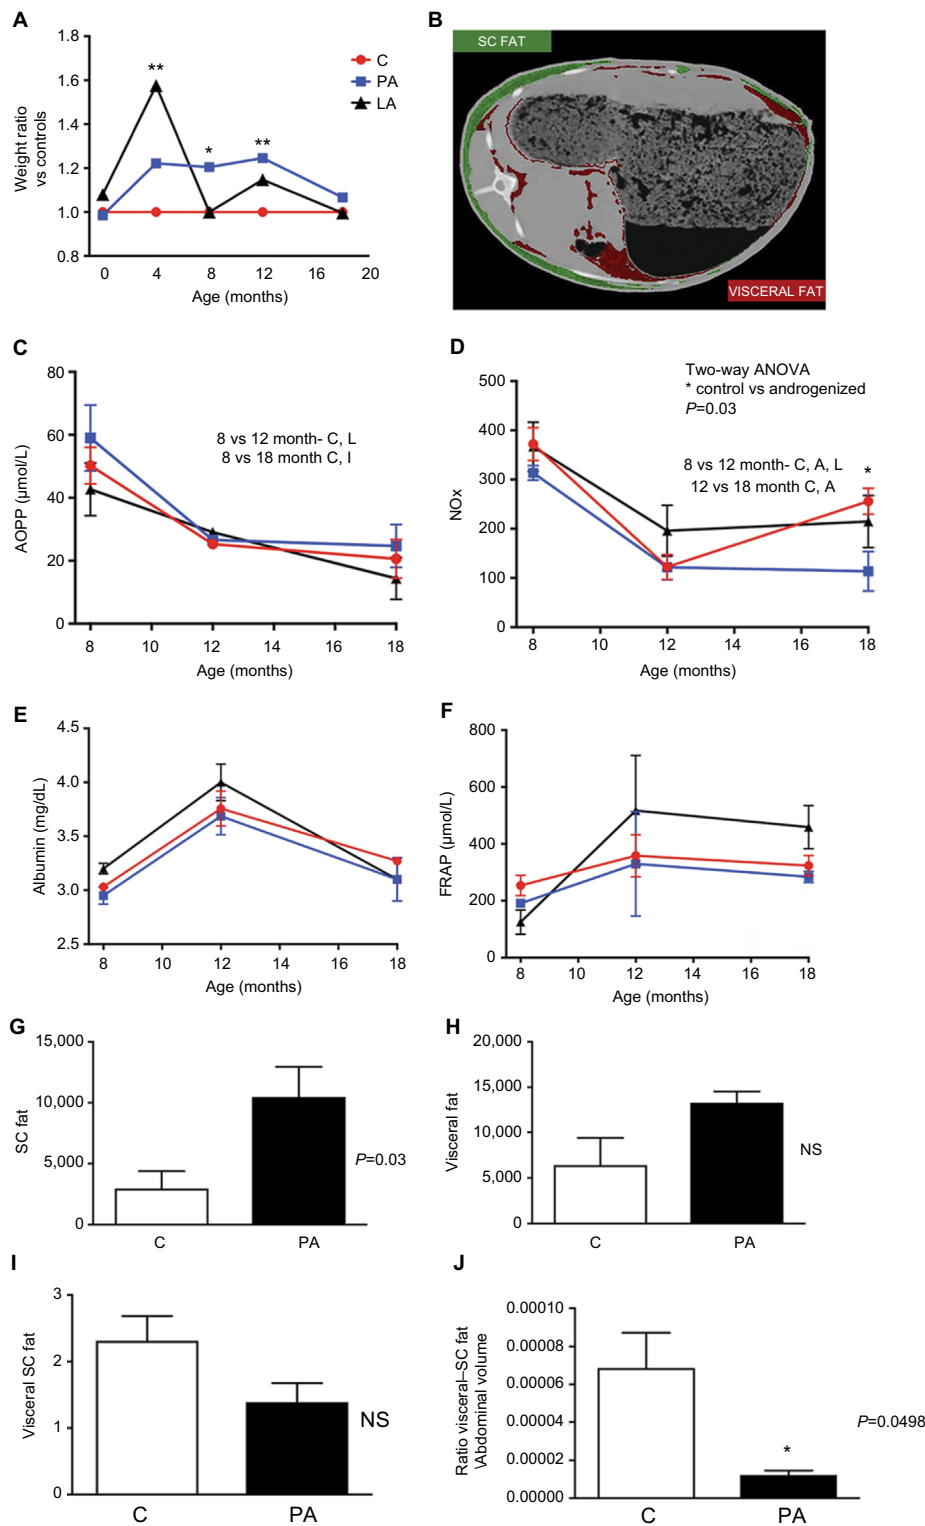 A
1.8
1.6
1.4
1.2
1.0
0.8
Weight ratio
vs controls
**
*
**
C
PA
LA
0 4 8 12 16 20
Age (months)
B
SC FAT
VISCERAL FAT
C
80
60
40
20
0
AOPP (µmol/L)
8 vs 12 month- C, L
8 vs 18 month C, I
8 10 12 14 16 18
Age (months)
D
Two-way ANOVA
* control vs androgenized
P=0.03
500
400
300
200
100
0
NOx
8 vs 12 month- C, A, L
12 vs 18 month C, A
*
8 10 12 14 16 18
Age (months)
E
4.5
4.0
3.5
3.0
2.5
Albumin (mg/dL)
8 10 12 14 16 18
Age (months)
F
800
600
400
200
0
FRAP (µmol/L)
8 10 12 14 16 18
Age (months)
G
15,000
10,000
5,000
0
SC fat
P=0.03
C PA
H
20,000
15,000
10,000
5,000
0
Visceral fat
NS
C PA
I
3
2
1
0
Visceral SC fat
NS
C PA
J
0.00010
0.00008
0.00006
0.00004
0.00002
0.00000
Ratio visceral–SC fat
\Abdominal volume
P=0.0498
*
C PA